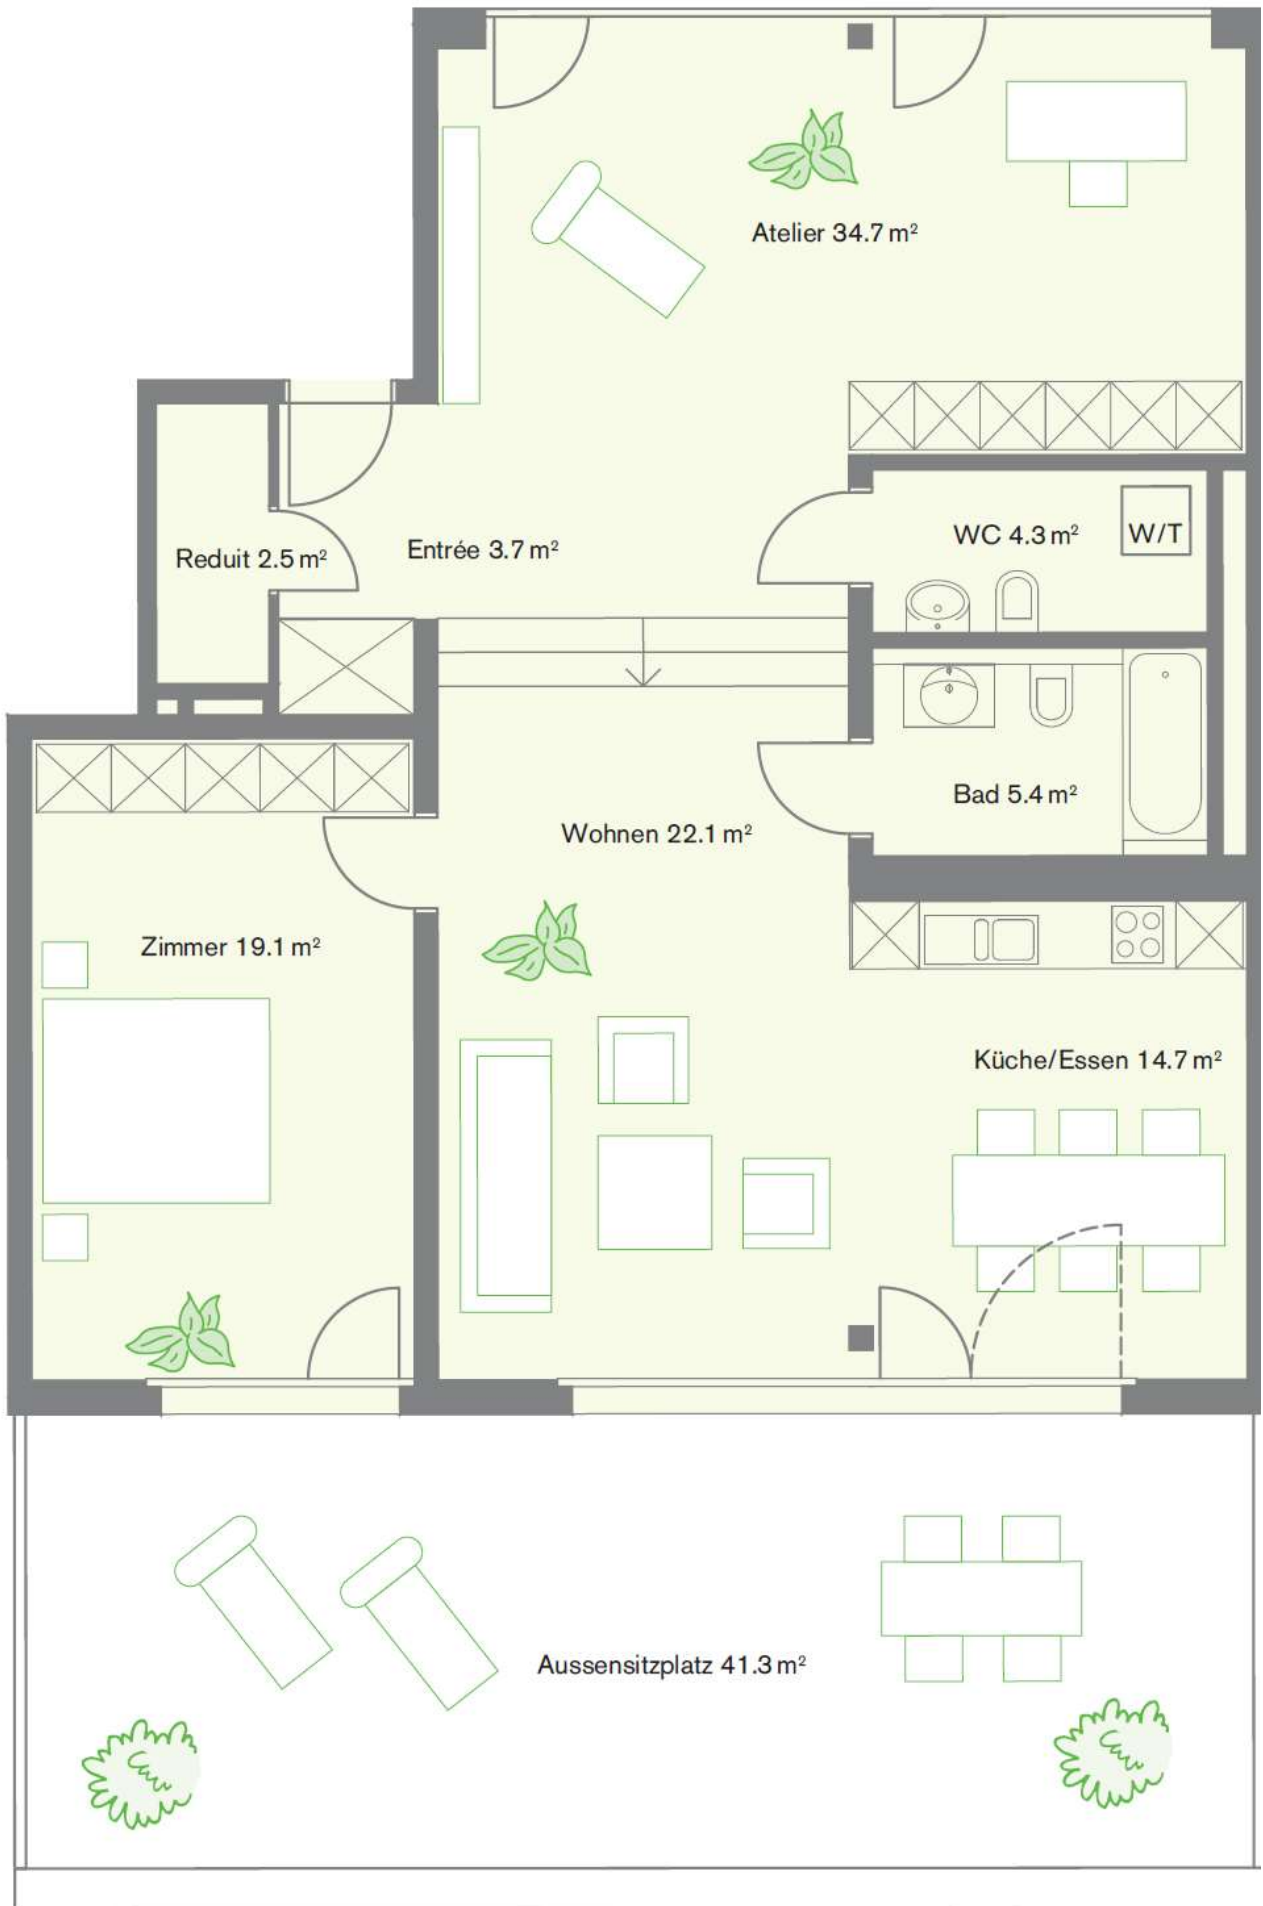 Atelier 34.7 m²
Reduit 2.5 m²
Entrée 3.7 m²
WC 4.3 m²
W/T
Bad 5.4 m²
Wohnen 22.1 m²
Zimmer 19.1 m²
Küche/Essen 14.7 m²
Aussensitzplatz 41.3 m²